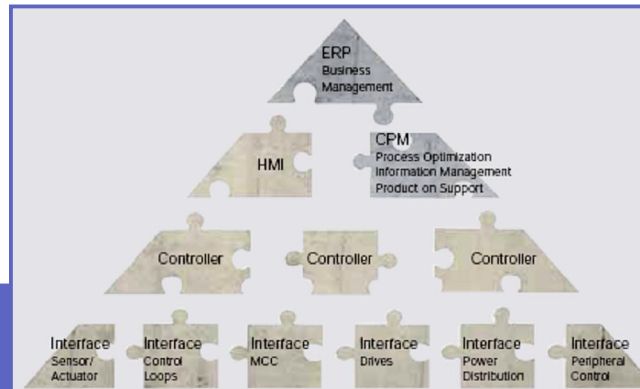 ERP
Business
Management
HMI
CPM
Process Optimization
Information Management
Product on Support
Controller
Controller
Controller
Interface
Sensor/
Actuator
Interface
Control
Loops
Interface
MCC
Interface
Drives
Interface
Power
Distribution
Interface
Peripheral
Control